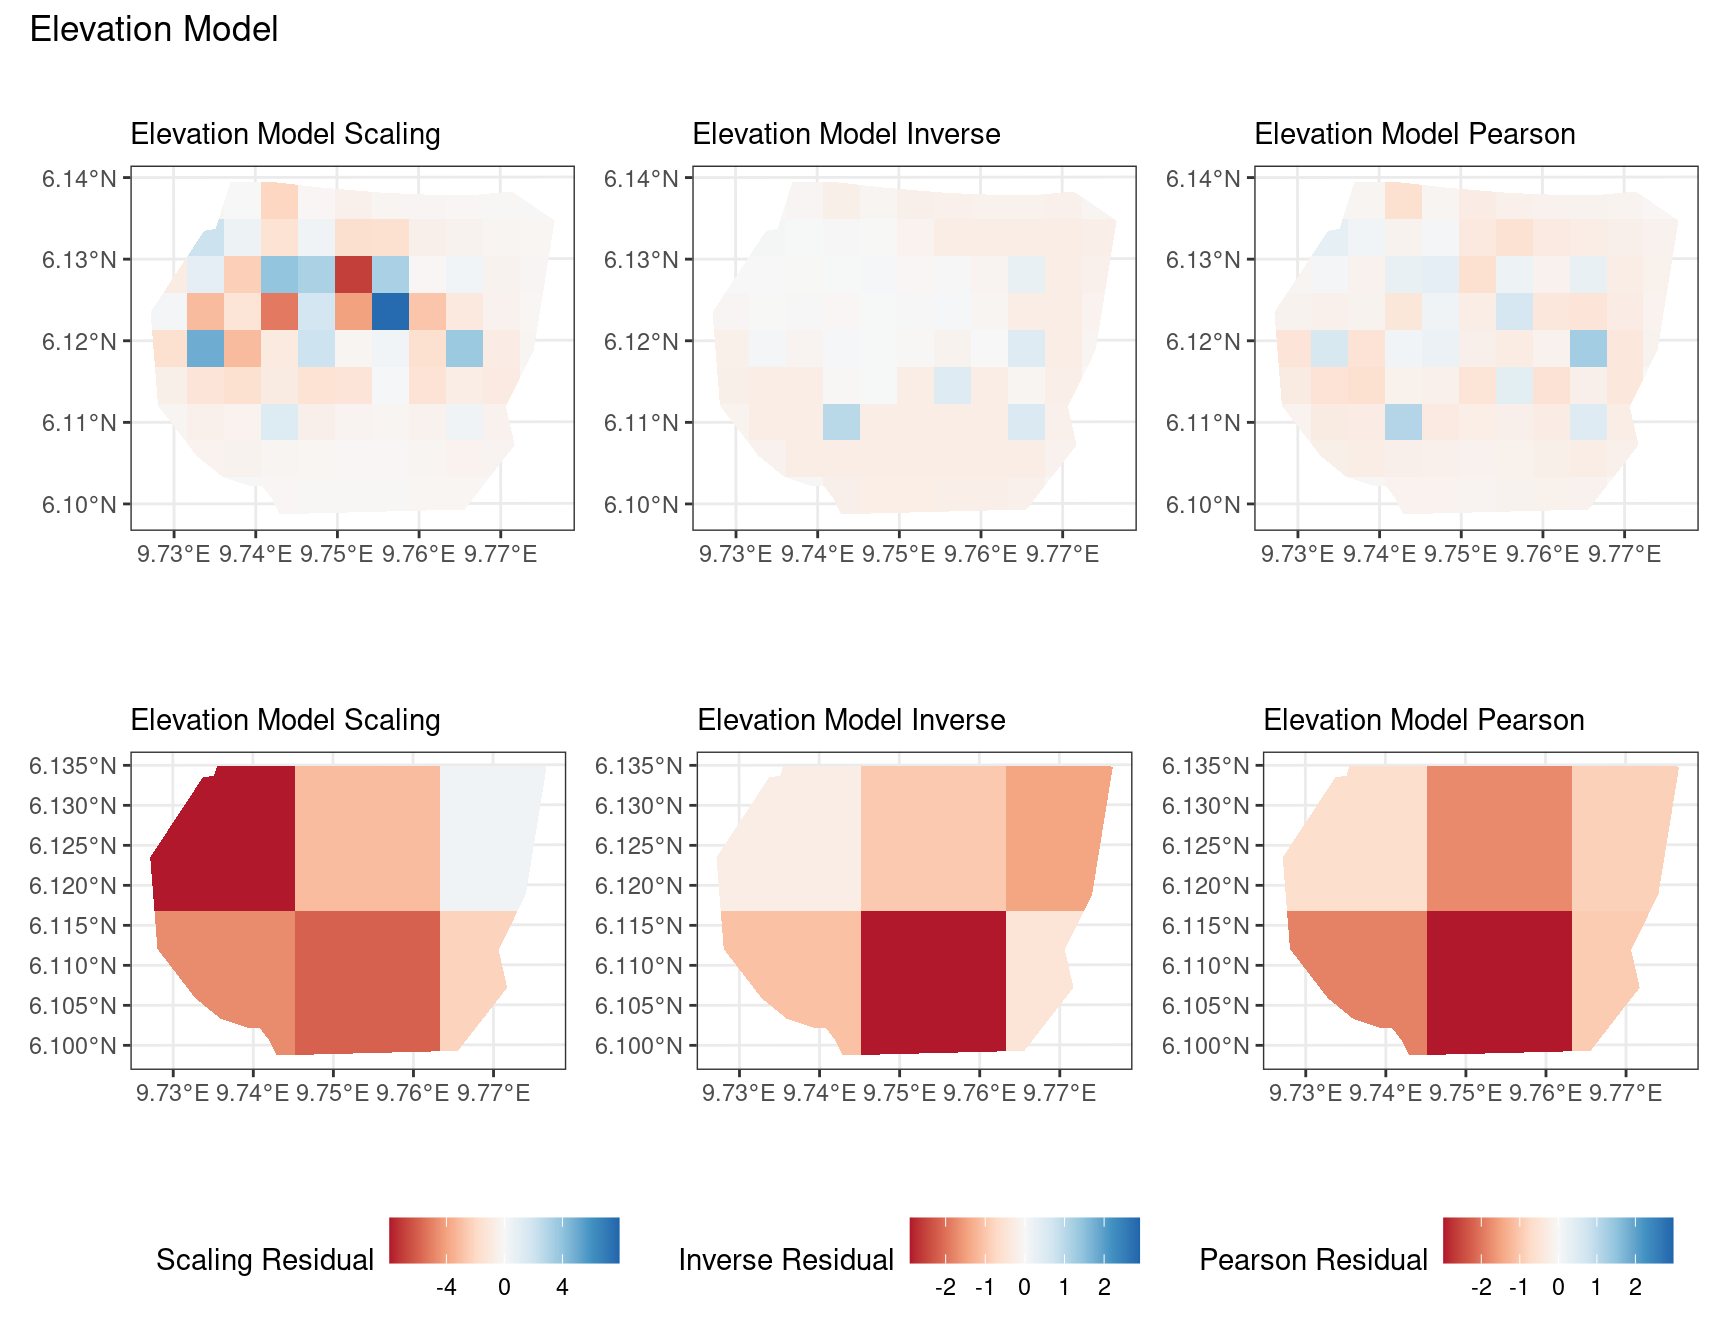 Elevation Model
Elevation Model Scaling
Elevation Model Inverse
Elevation Model Pearson
6.14°N
6.13°N
6.12°N
6.11°N
6.10°N
9.73°E 9.74°E 9.75°E 9.76°E 9.77°E
6.14°N
6.13°N
6.12°N
6.11°N
6.10°N
9.73°E 9.74°E 9.75°E 9.76°E 9.77°E
6.14°N
6.13°N
6.12°N
6.11°N
6.10°N
9.73°E 9.74°E 9.75°E 9.76°E 9.77°E
Elevation Model Scaling
Elevation Model Inverse
Elevation Model Pearson
6.135°N
6.130°N
6.125°N
6.120°N
6.115°N
6.110°N
6.105°N
6.100°N
9.73°E 9.74°E 9.75°E 9.76°E 9.77°E
6.135°N
6.130°N
6.125°N
6.120°N
6.115°N
6.110°N
6.105°N
6.100°N
9.73°E 9.74°E 9.75°E 9.76°E 9.77°E
6.135°N
6.130°N
6.125°N
6.120°N
6.115°N
6.110°N
6.105°N
6.100°N
9.73°E 9.74°E 9.75°E 9.76°E 9.77°E
Scaling Residual
-4 0 4
Inverse Residual
-2 -1 0 1 2
Pearson Residual
-2 -1 0 1 2